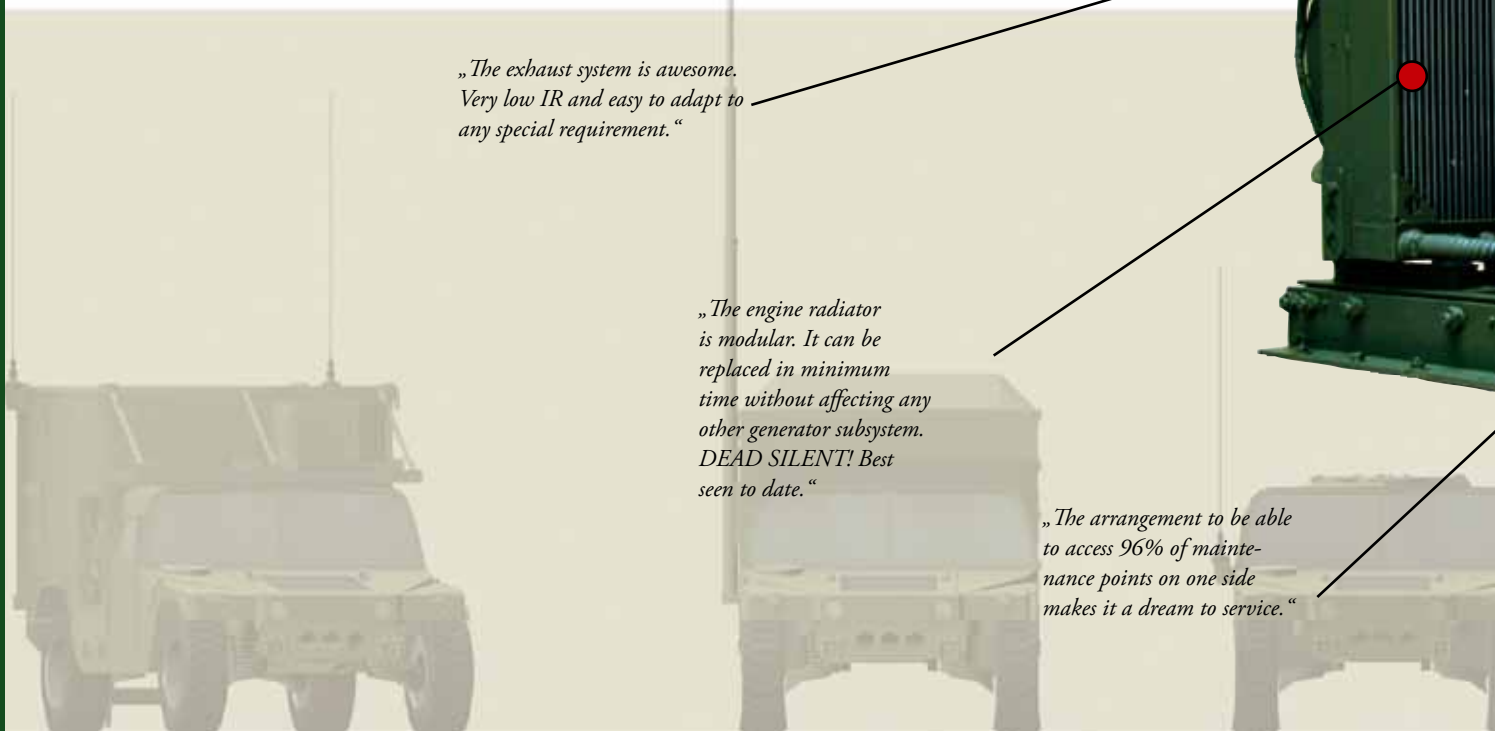 „The exhaust system is awesome.
Very low IR and easy to adapt to
any special requirement.“
„The engine radiator
is modular. It can be
replaced in minimum
time without affecting any
other generator subsystem.
DEAD SILENT! Best
seen to date.“
„The arrangement to be able
to access 96% of mainte-
nance points on one side
makes it a dream to service.“